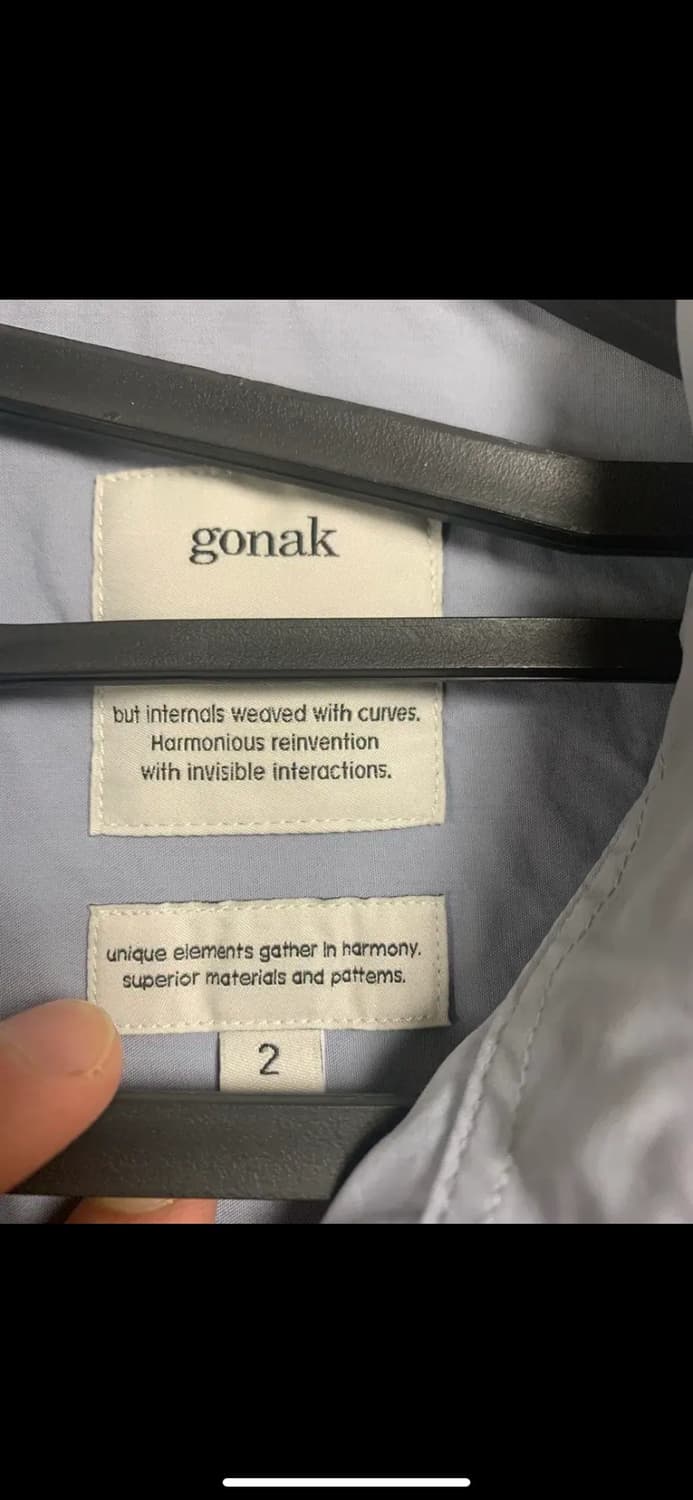 gonak
but internals weaved with curves.
Harmonious reinvention
with invisible interactions.
unique elements gather in harmony.
superior materials and patterns.
2